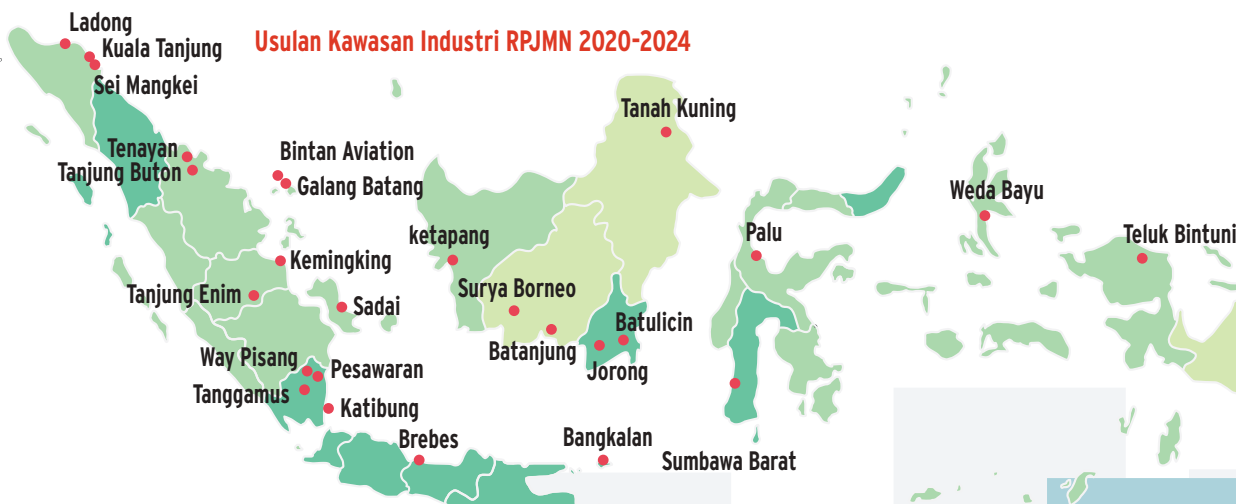 Ladong
Usulan Kawasan Industri RPJMN 2020-2024
Kuala Tanjung
Sei Mangkei
Tanah Kuning
Tenayan
Bintan Aviation
Tanjung Buton
Galang Batang
Weda Bayu
ketapang
Palu
Teluk Bintuni
Kemingking
Tanjung Enim
Surya Borneo
Sadai
Batulicin
Batanjung
Way Pisang
Pesawaran
Jorong
Tanggamus
Katibung
Brebes
Bangkalan
Sumbawa Barat